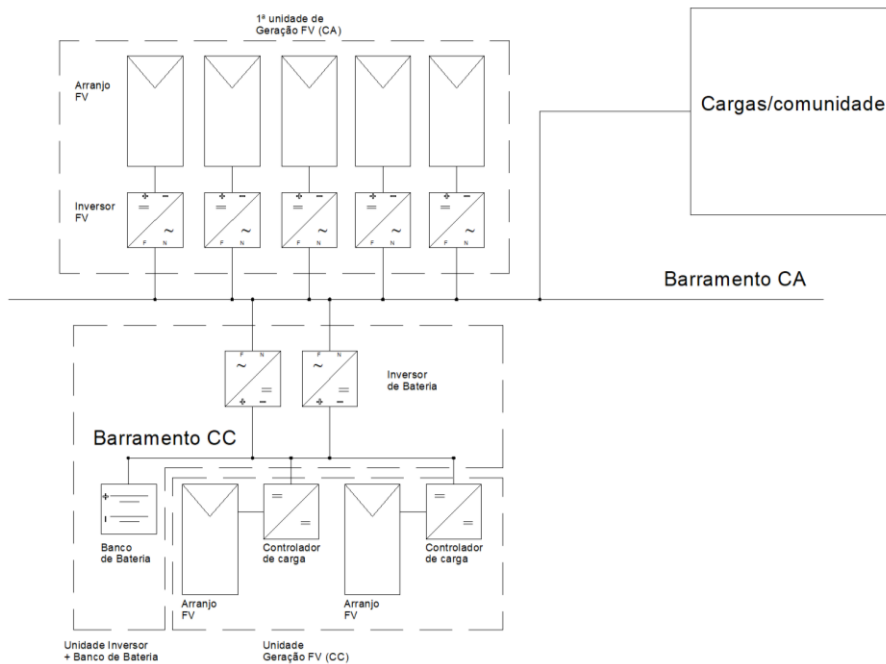 1ª unidade de
Geração FV (CA)
Arranjo
FV
Cargas/comunidade
Inversor
FV
+ − + − + − + − + −
~ ~ ~ ~ ~
F N F N F N F N F N
Barramento CA
F N F N
~ ~
Inversor
de Bateria
+ − + −
Barramento CC
Banco
de Bateria
Controlador
de carga
Controlador
de carga
Arranjo
FV
Arranjo
FV
Unidade Inversor
+ Banco de Bateria
Unidade
Geração FV (CC)